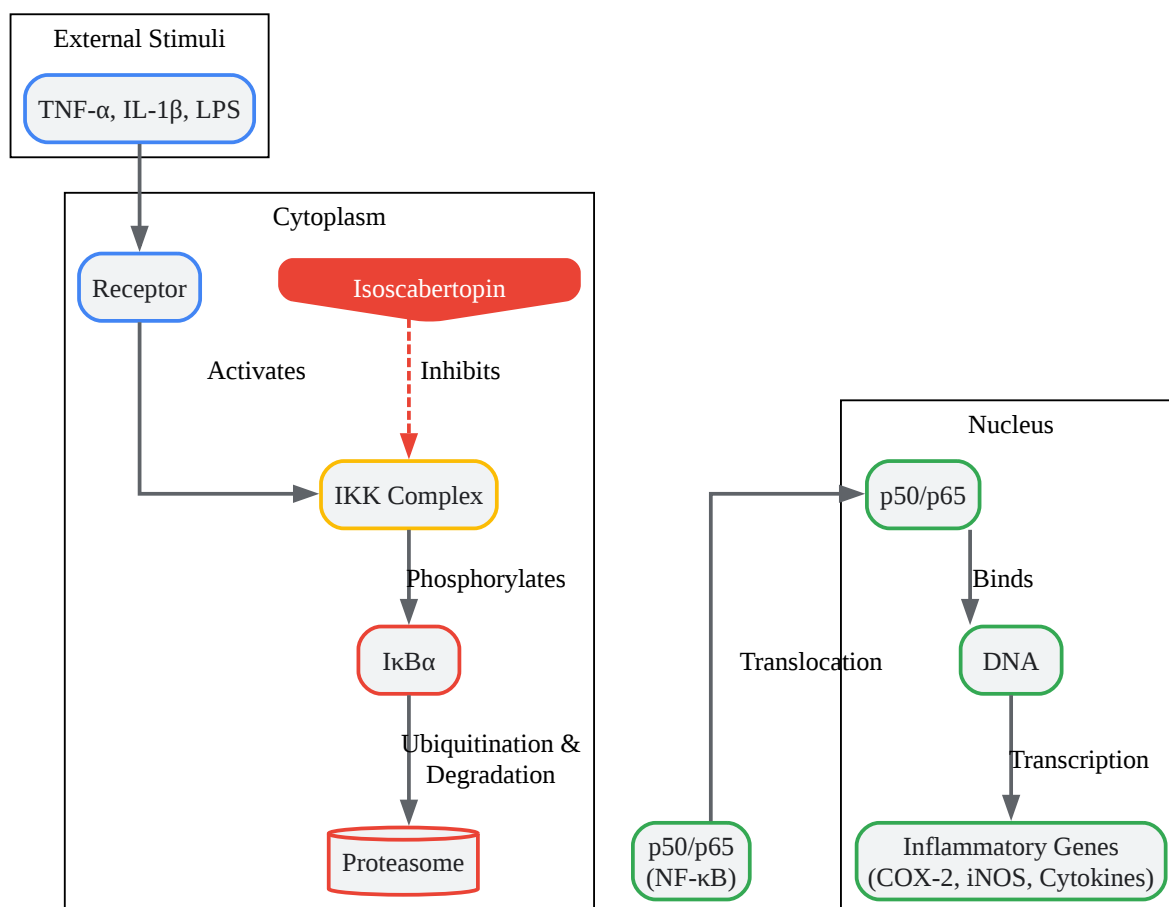 External Stimuli
TNF-α, IL-1β, LPS
Cytoplasm
Receptor
Isoscabertopin
Activates
Inhibits
IKK Complex
Phosphorylates
IκBα
Ubiquitination &
Degradation
Proteasome
p50/p65
(NF-κB)
Translocation
Nucleus
p50/p65
Binds
DNA
Transcription
Inflammatory Genes
(COX-2, iNOS, Cytokines)